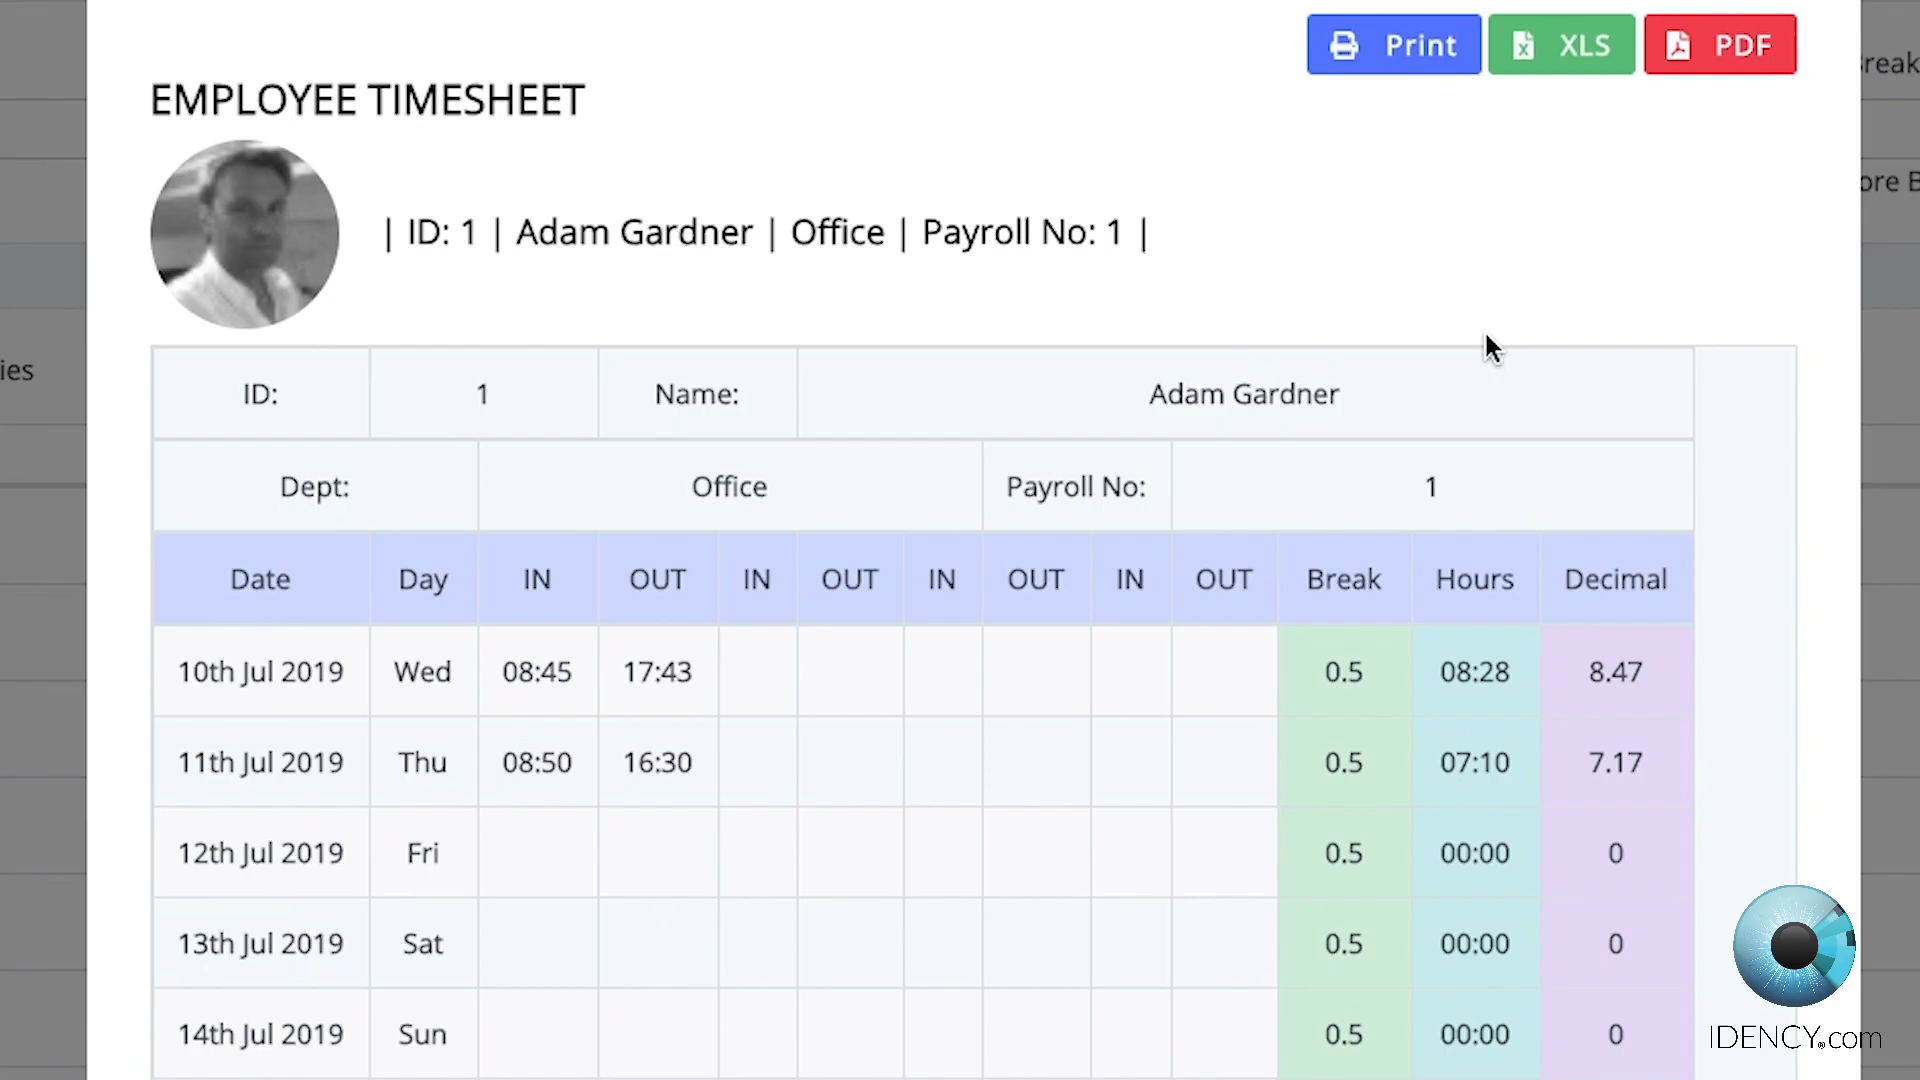 Print XLS PDF
Break
EMPLOYEE TIMESHEET
ore B
| ID: 1 | Adam Gardner | Office | Payroll No: 1 |
ies
ID: 1 Name: Adam Gardner
Dept: Office Payroll No: 1
Date Day IN OUT IN OUT IN OUT IN OUT Break Hours Decimal
10th Jul 2019 Wed 08:45 17:43 0.5 08:28 8.47
11th Jul 2019 Thu 08:50 16:30 0.5 07:10 7.17
12th Jul 2019 Fri 0.5 00:00 0
13th Jul 2019 Sat 0.5 00:00 0
14th Jul 2019 Sun 0.5 00:00 0
IDENCY®.com